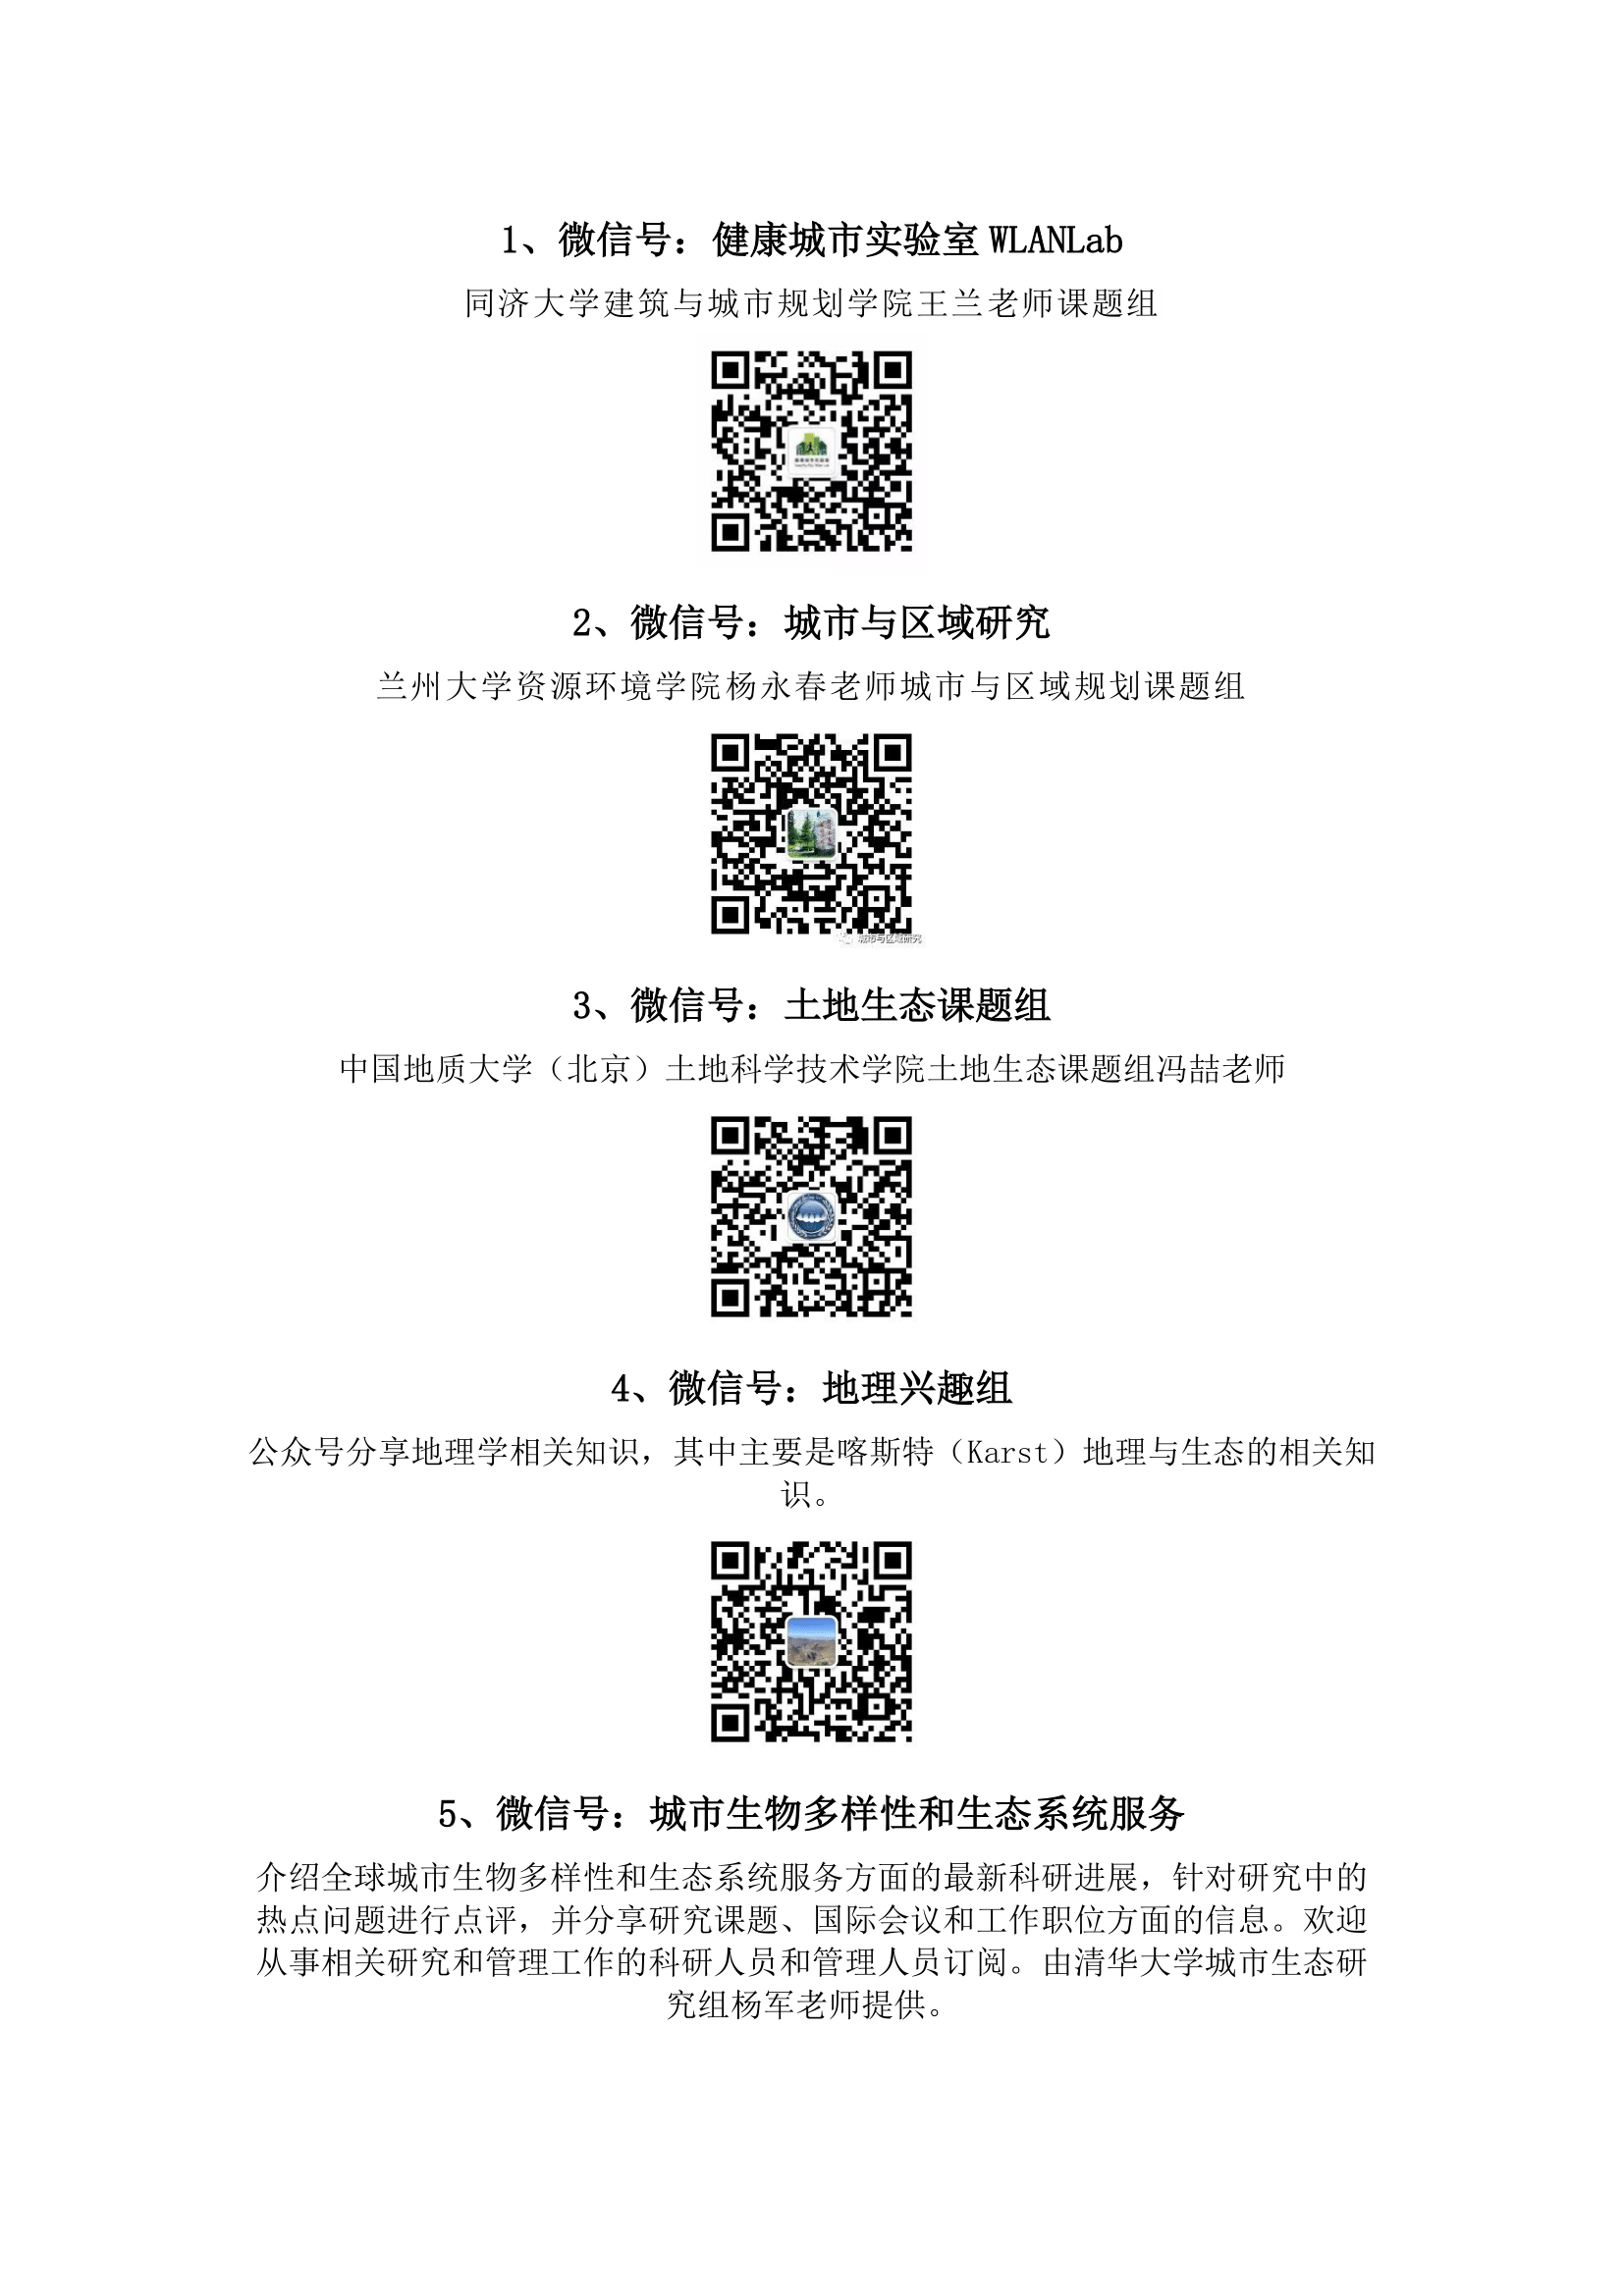 1、微信号：健康城市实验室 WLANLab
同济大学建筑与城市规划学院王兰老师课题组
2、微信号：城市与区域研究
兰州大学资源环境学院杨永春老师城市与区域规划课题组
城市与区域研究
3、微信号：土地生态课题组
中国地质大学（北京）土地科学技术学院土地生态课题组冯喆老师
4、微信号：地理兴趣组
公众号分享地理学相关知识，其中主要是喀斯特（Karst）地理与生态的相关知
识。
5、微信号：城市生物多样性和生态系统服务
介绍全球城市生物多样性和生态系统服务方面的最新科研进展，针对研究中的
热点问题进行点评，并分享研究课题、国际会议和工作职位方面的信息。欢迎
从事相关研究和管理工作的科研人员和管理人员订阅。由清华大学城市生态研
究组杨军老师提供。